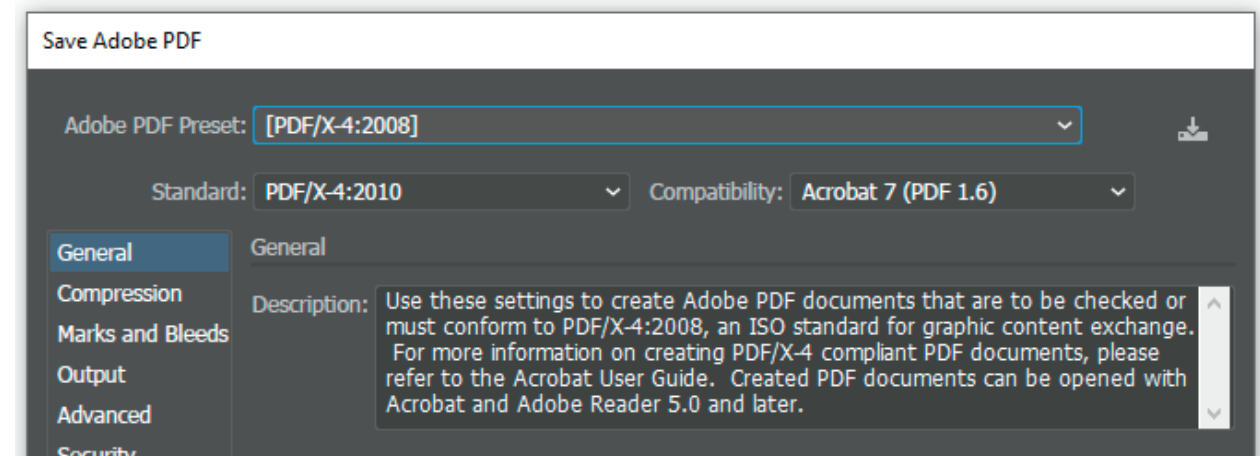 Save Adobe PDF
Adobe PDF Preset: [PDF/X-4:2008]
Standard: PDF/X-4:2010 Compatibility: Acrobat 7 (PDF 1.6)
General
Compression
Marks and Bleeds
Output
Advanced
Security
General
Description: Use these settings to create Adobe PDF documents that are to be checked or
must conform to PDF/X-4:2008, an ISO standard for graphic content exchange.
For more information on creating PDF/X-4 compliant PDF documents, please
refer to the Acrobat User Guide.  Created PDF documents can be opened with
Acrobat and Adobe Reader 5.0 and later.